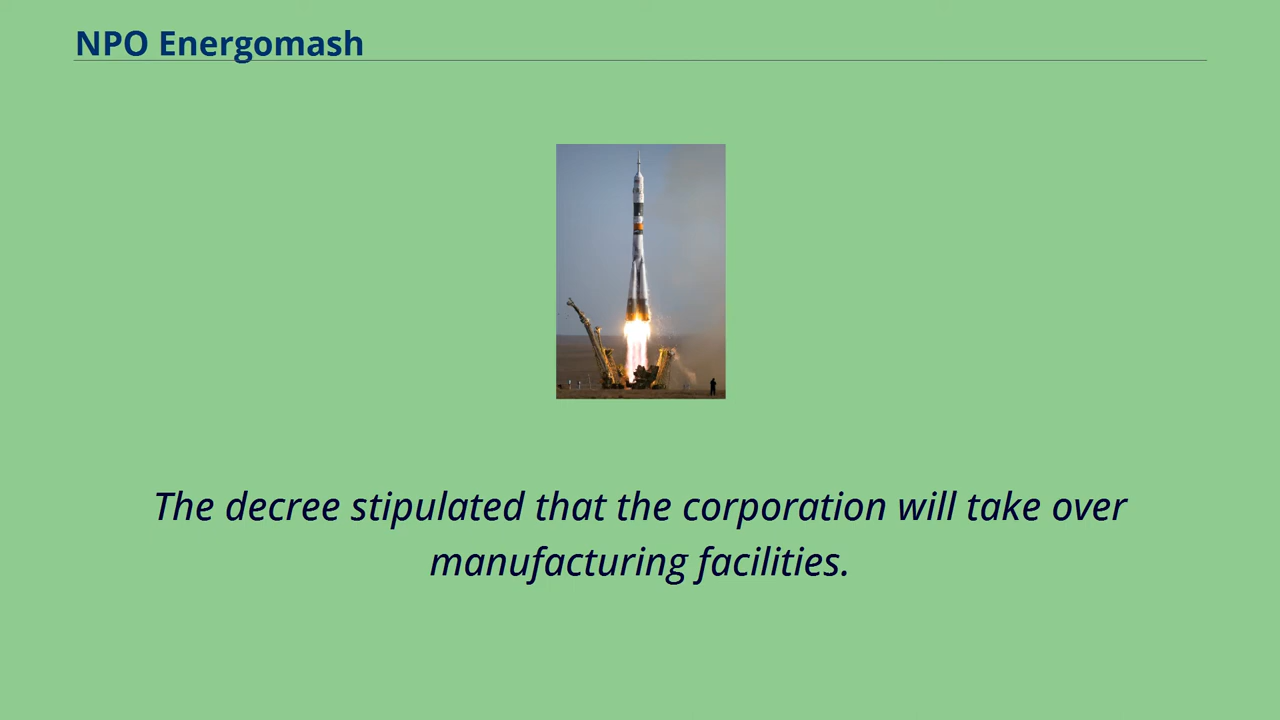 NPO Energomash
The decree stipulated that the corporation will take over
manufacturing facilities.